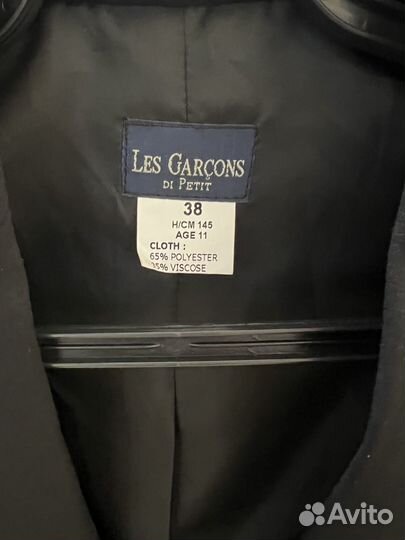 LES GARÇONS
DI PETIT
38
H/CM 145
AGE 11
CLOTH :
65% POLYESTER
35% VISCOSE
Avito